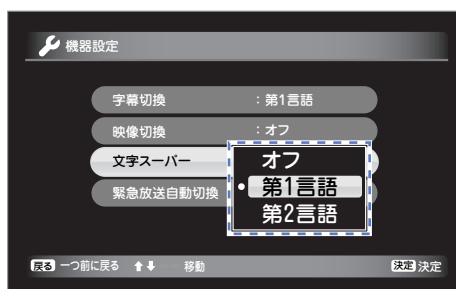 機器設定
字幕切換 : 第1言語
映像切換 : オフ
文字スーパー
緊急放送自動切換
オフ
• 第1言語
第2言語
戻る 一つ前に戻る ↑↓ 移動 決定 決定